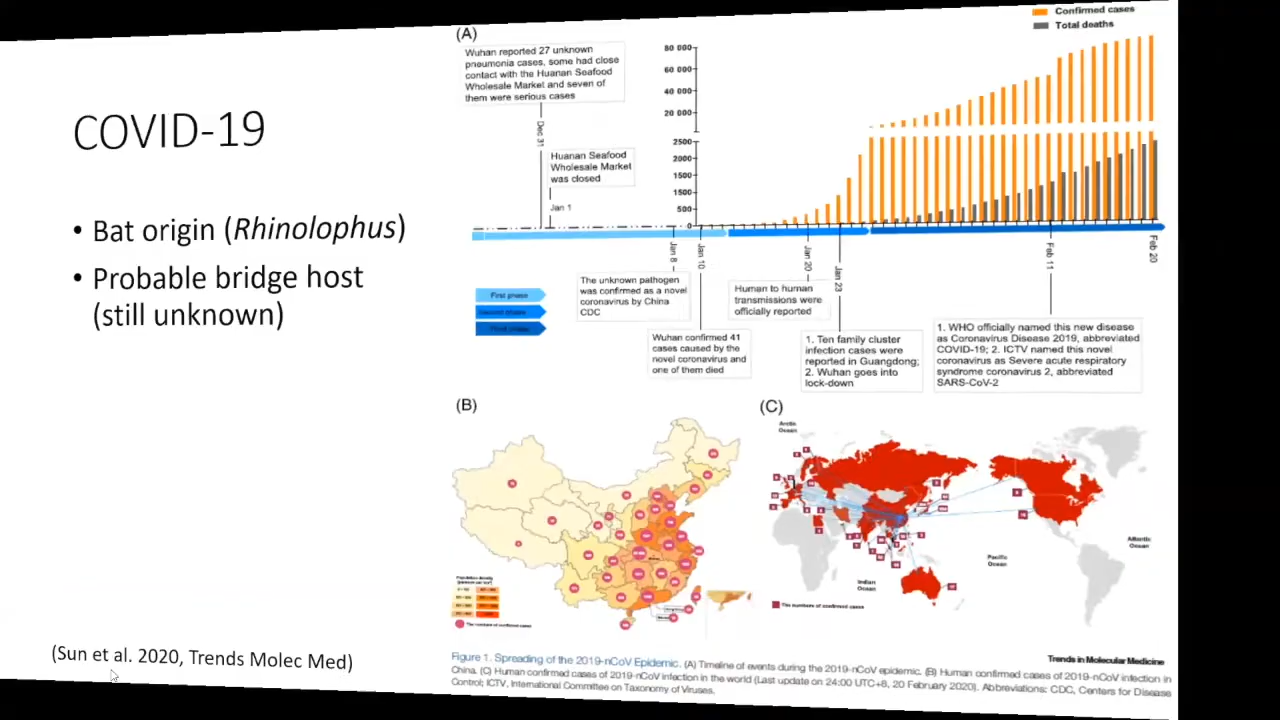 COVID-19
• Bat origin (Rhinolophus)
• Probable bridge host
(still unknown)
(Sun et al. 2020, Trends Molec Med)
(A)
Confirmed cases
Total deaths
Wuhan reported 27 unknown
pneumonia cases, some had close
contact with the Huanan Seafood
Wholesale Market and seven of
them were serious cases
Dec 31
Huanan Seafood
Wholesale Market
was closed
Jan 1
80 000
60 000
40 000
20 000
2500
2000
1500
1000
500
0
Jan 8
Jan 10
Jan 20
Jan 23
Feb 11
Feb 20
First phase
Second phase
Third phase
The unknown pathogen
was confirmed as a novel
coronavirus by China
CDC
Wuhan confirmed 41
cases caused by the
novel coronavirus and
one of them died
Human to human
transmissions were
officially reported
1. Ten family cluster
infection cases were
reported in Guangdong;
2. Wuhan goes into
lock-down
1. WHO officially named this new disease
as Coronavirus Disease 2019, abbreviated
COVID-19; 2. ICTV named this novel
coronavirus as Severe acute respiratory
syndrome coronavirus 2, abbreviated
SARS-CoV-2
(B)
The numbers of confirmed cases
(C)
Arctic
Ocean
Atlantic
Ocean
Pacific
Ocean
Indian
Ocean
The numbers of confirmed cases
Trends in Molecular Medicine
Figure 1. Spreading of the 2019-nCoV Epidemic. (A) Timeline of events during the 2019-nCoV epidemic. (B) Human confirmed cases of 2019-nCoV infection in
China. (C) Human confirmed cases of 2019-nCoV infection in the world (Last update on 24:00 UTC+8, 20 February 2020). Abbreviations: CDC, Centers for Disease
Control; ICTV, International Committee on Taxonomy of Viruses.